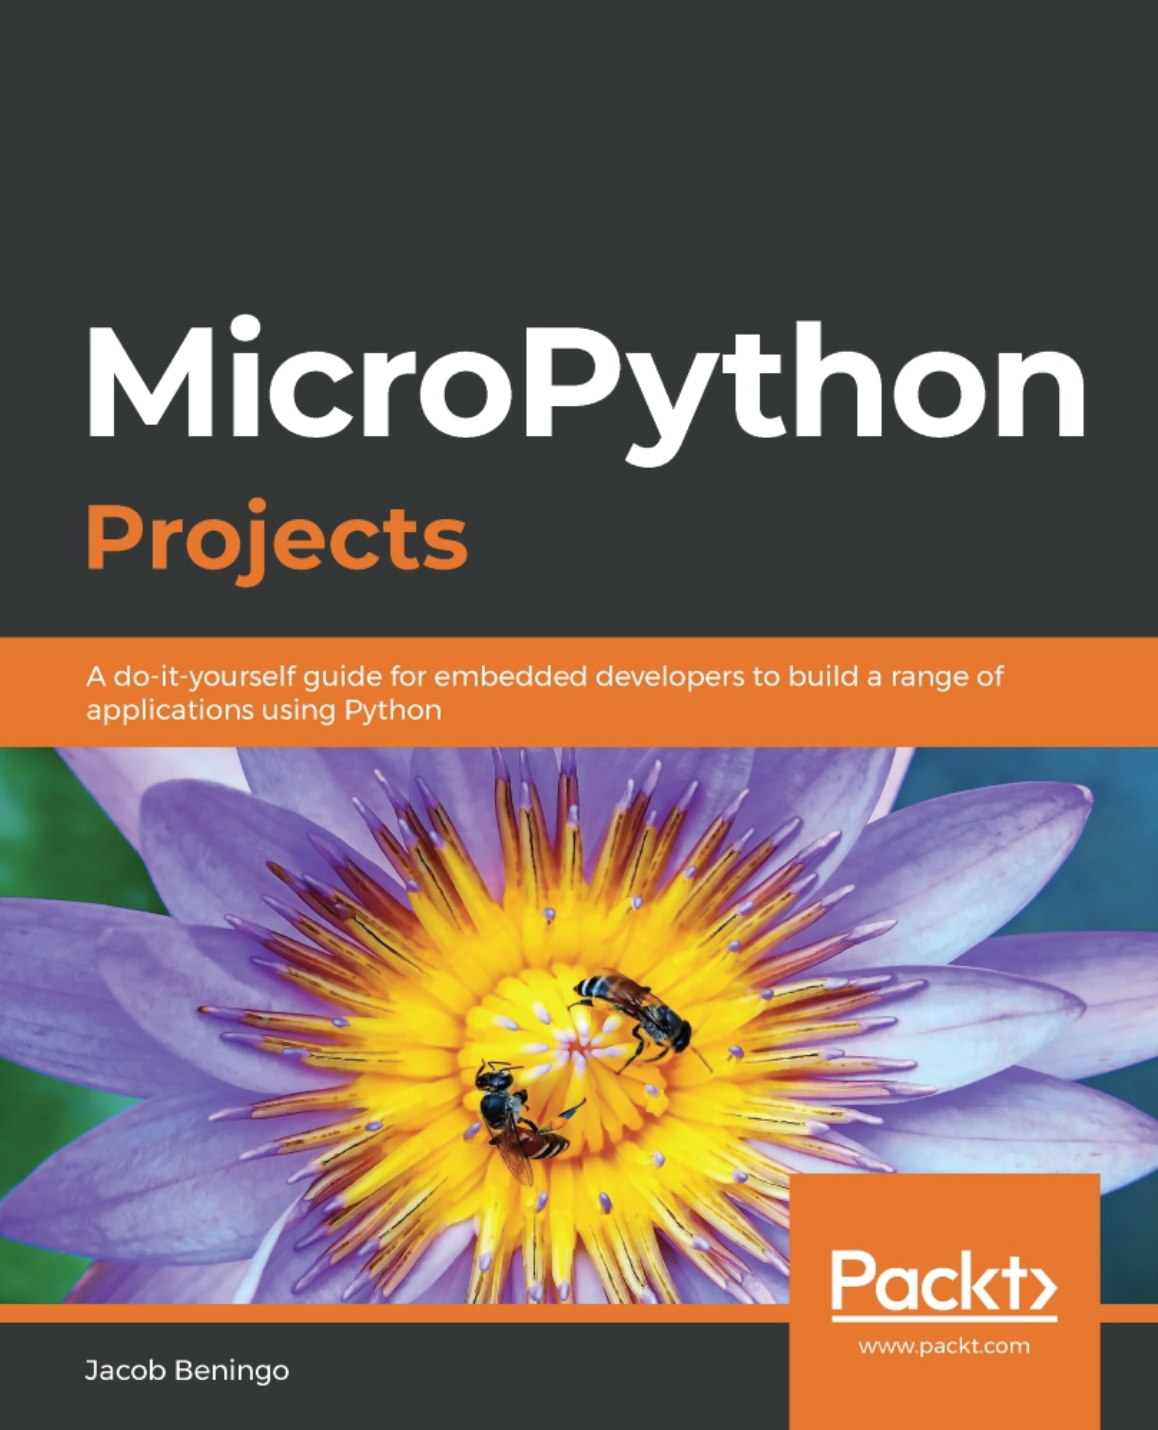 MicroPython
Projects
A do-it-yourself guide for embedded developers to build a range of
applications using Python
Packt>
www.packt.com
Jacob Beningo